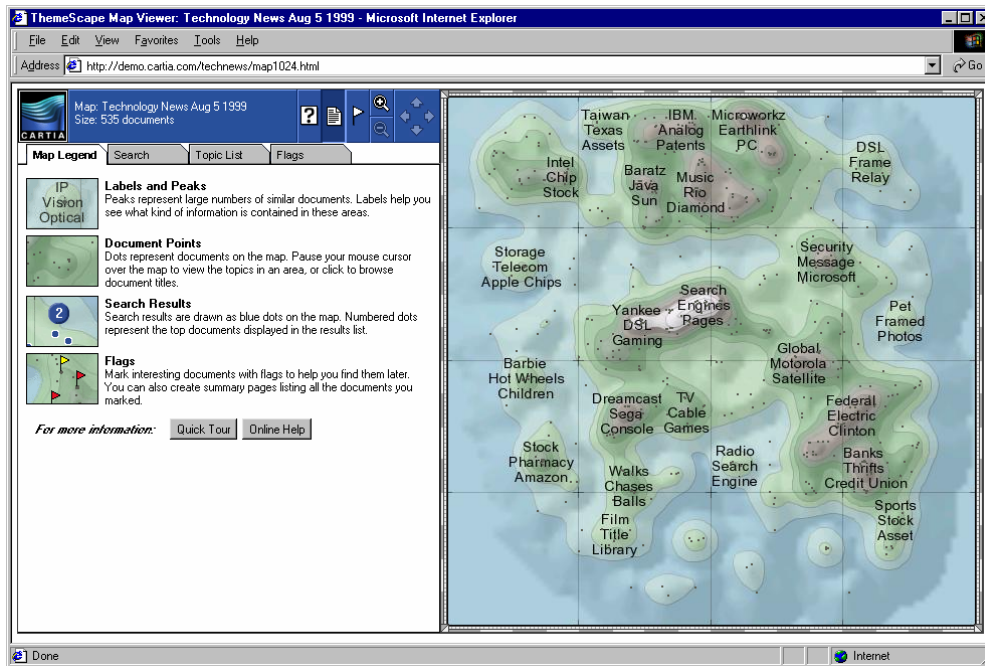 ThemeScape Map Viewer: Technology News Aug 5 1999 - Microsoft Internet Explorer
File Edit View Favorites Tools Help
Address http://demo.cartia.com/technews/map1024.html Go
CARTIA
Map: Technology News Aug 5 1999
Size: 535 documents
?
Map Legend Search Topic List Flags
IP
Vision
Optical
Labels and Peaks
Peaks represent large numbers of similar documents. Labels help you
see what kind of information is contained in these areas.
Document Points
Dots represent documents on the map. Pause your mouse cursor
over the map to view the topics in an area, or click to browse
document titles.
2
Search Results
Search results are drawn as blue dots on the map. Numbered dots
represent the top documents displayed in the results list.
Flags
Mark interesting documents with flags to help you find them later.
You can also create summary pages listing all the documents you
marked.
For more information: Quick Tour Online Help
Taiwan
Texas
Assets
IBM
Analog
Patents
Microworkz
Earthlink
PC
DSL
Frame
Relay
Intel
Chip
Stock
Baratz
Java
Sun
Music
Rio
Diamond
Storage
Telecom
Apple Chips
Security
Message
Microsoft
Search
Engines
Pages
Yankee
DSL
Gaming
Pet
Framed
Photos
Global
Motorola
Satellite
Barbie
Hot Wheels
Children
Dreamcast
Sega
Console
TV
Cable
Games
Federal
Electric
Clinton
Stock
Pharmacy
Amazon
Walks
Chases
Balls
Radio
Search
Engine
Banks
Thrifts
Credit Union
Film
Title
Library
Sports
Stock
Asset
Done Internet